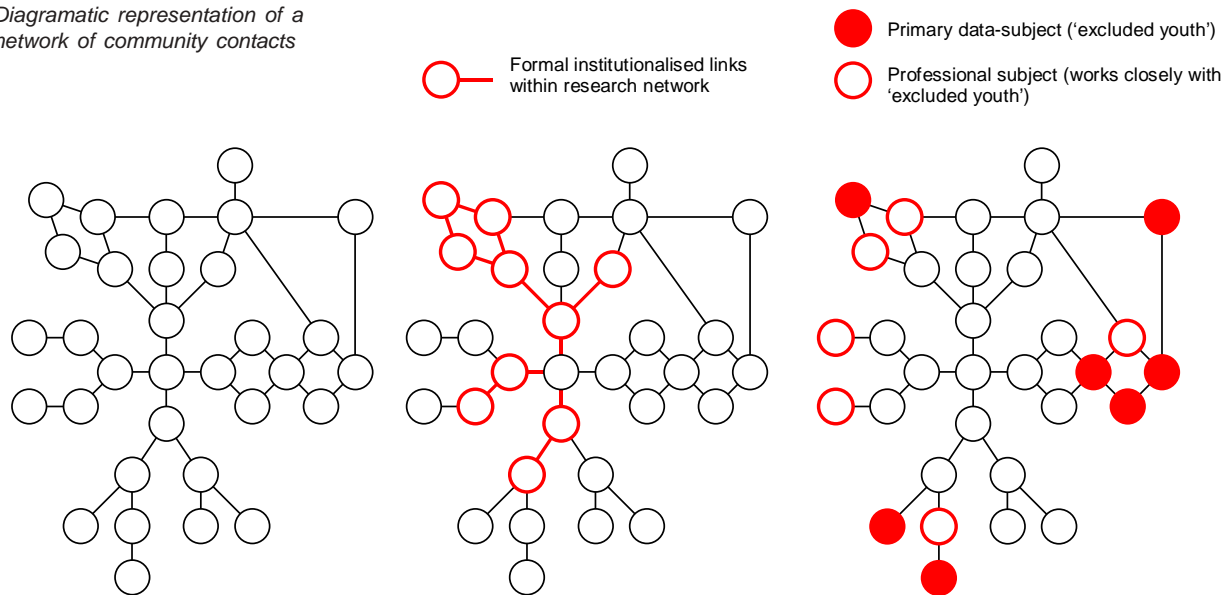 Diagramatic representation of a
network of community contacts
Formal institutionalised links
within research network
Primary data-subject (‘excluded youth’)
Professional subject (works closely with
‘excluded youth’)